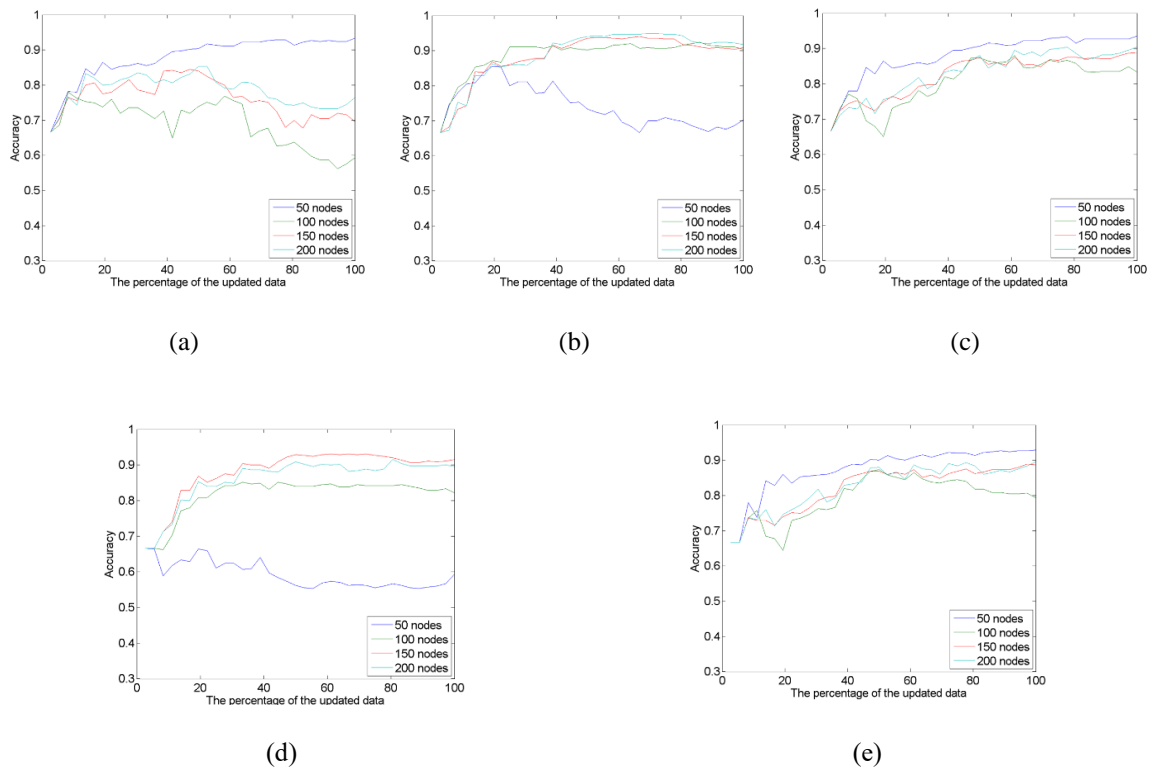 1
0.9
0.8
0.7
0.6
0.5
0.4
0.3
Accuracy
50 nodes
100 nodes
150 nodes
200 nodes
0 20 40 60 80 100
The percentage of the updated data
(a)
1
0.9
0.8
0.7
0.6
0.5
0.4
0.3
Accuracy
50 nodes
100 nodes
150 nodes
200 nodes
0 20 40 60 80 100
The percentage of the updated data
(b)
1
0.9
0.8
0.7
0.6
0.5
0.4
0.3
Accuracy
50 nodes
100 nodes
150 nodes
200 nodes
0 20 40 60 80 100
The percentage of the updated data
(c)
1
0.9
0.8
0.7
0.6
0.5
0.4
0.3
Accuracy
50 nodes
100 nodes
150 nodes
200 nodes
0 20 40 60 80 100
The percentage of the updated data
(d)
1
0.9
0.8
0.7
0.6
0.5
0.4
0.3
Accuracy
50 nodes
100 nodes
150 nodes
200 nodes
0 20 40 60 80 100
The percentage of the updated data
(e)